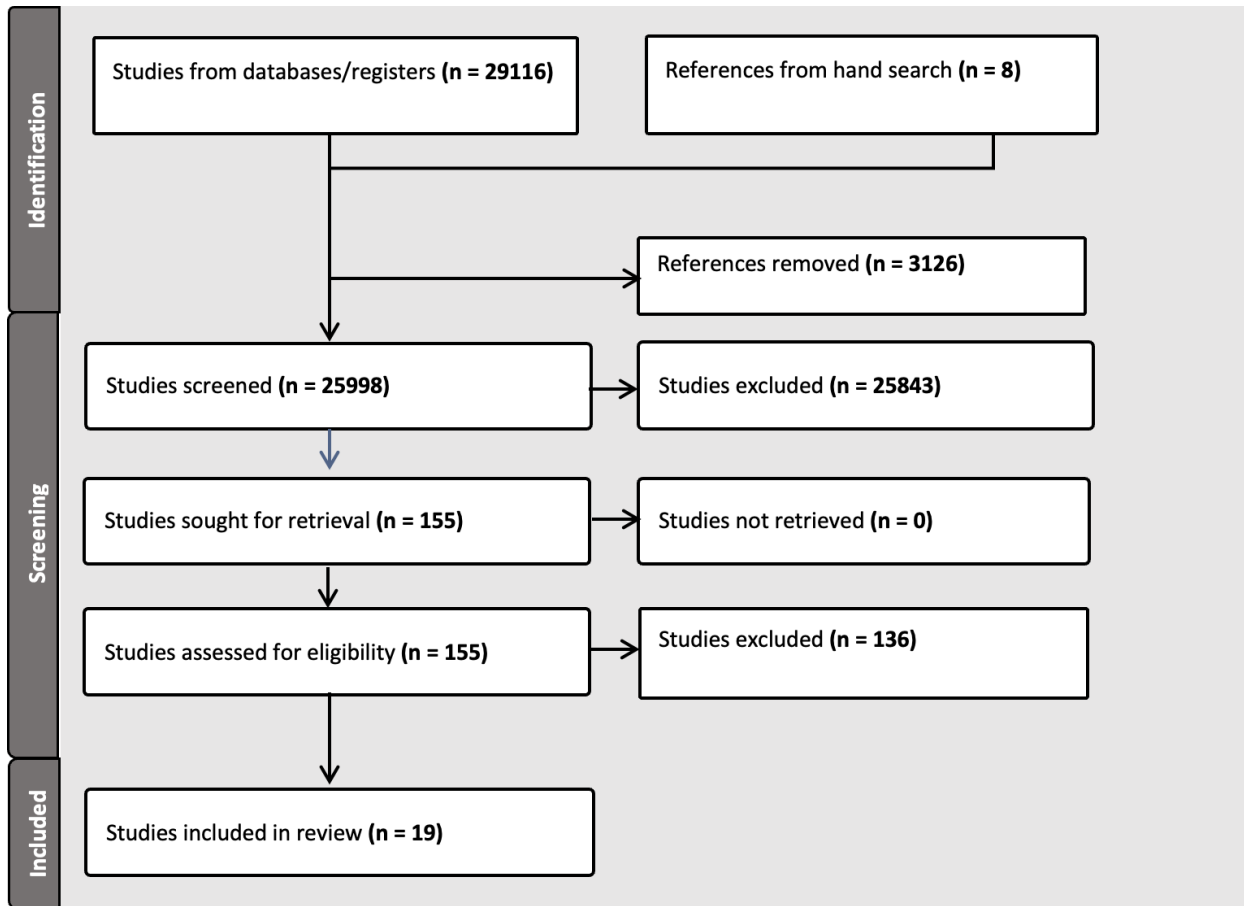 Identification
Studies from databases/registers (n = 29116)
References from hand search (n = 8)
References removed (n = 3126)
Screening
Studies screened (n = 25998)
Studies excluded (n = 25843)
Studies sought for retrieval (n = 155)
Studies not retrieved (n = 0)
Studies assessed for eligibility (n = 155)
Studies excluded (n = 136)
Included
Studies included in review (n = 19)